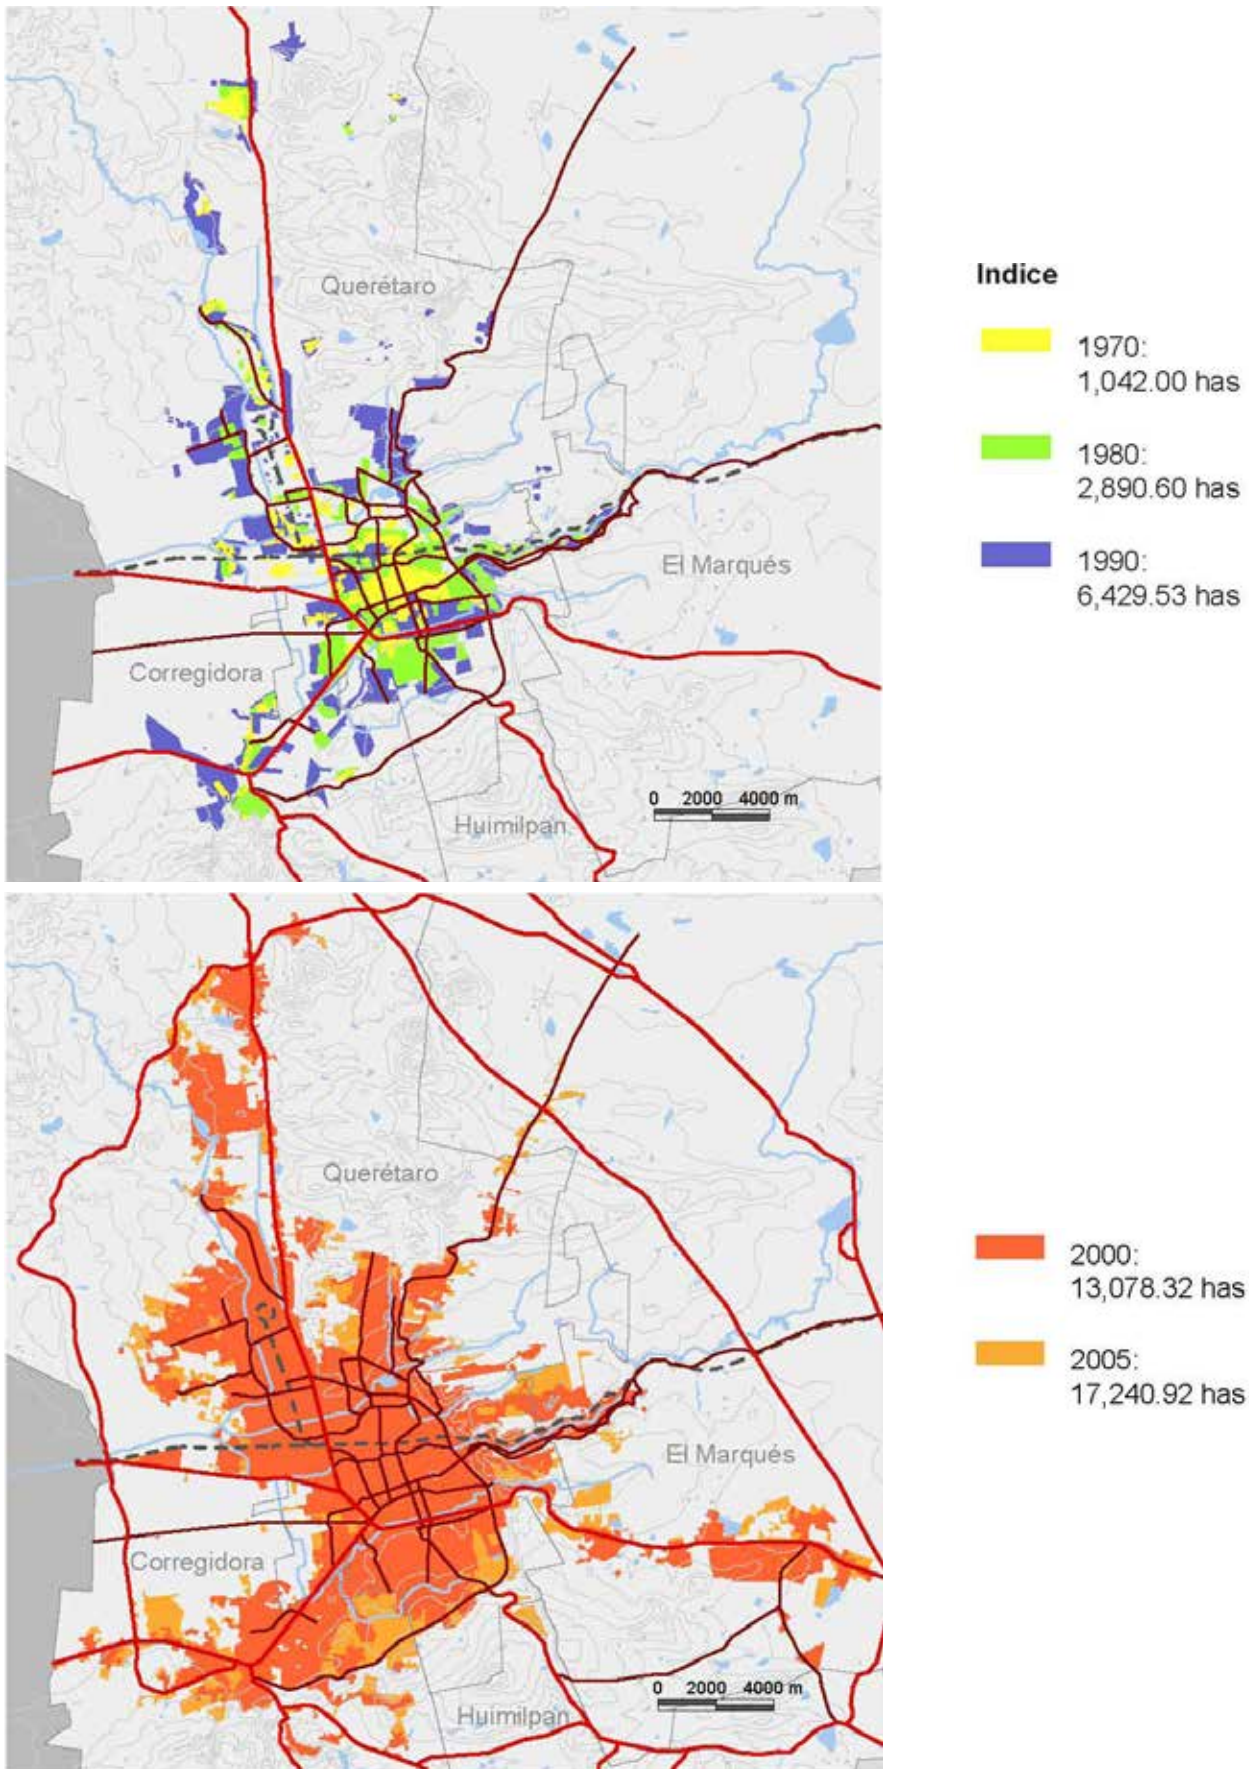 Querétaro
El Marqués
Corregidora
Huimilpan
0 2000 4000 m
Indice
1970:
1,042.00 has
1980:
2,890.60 has
1990:
6,429.53 has
Querétaro
El Marqués
Corregidora
Huimilpan
0 2000 4000 m
2000:
13,078.32 has
2005:
17,240.92 has